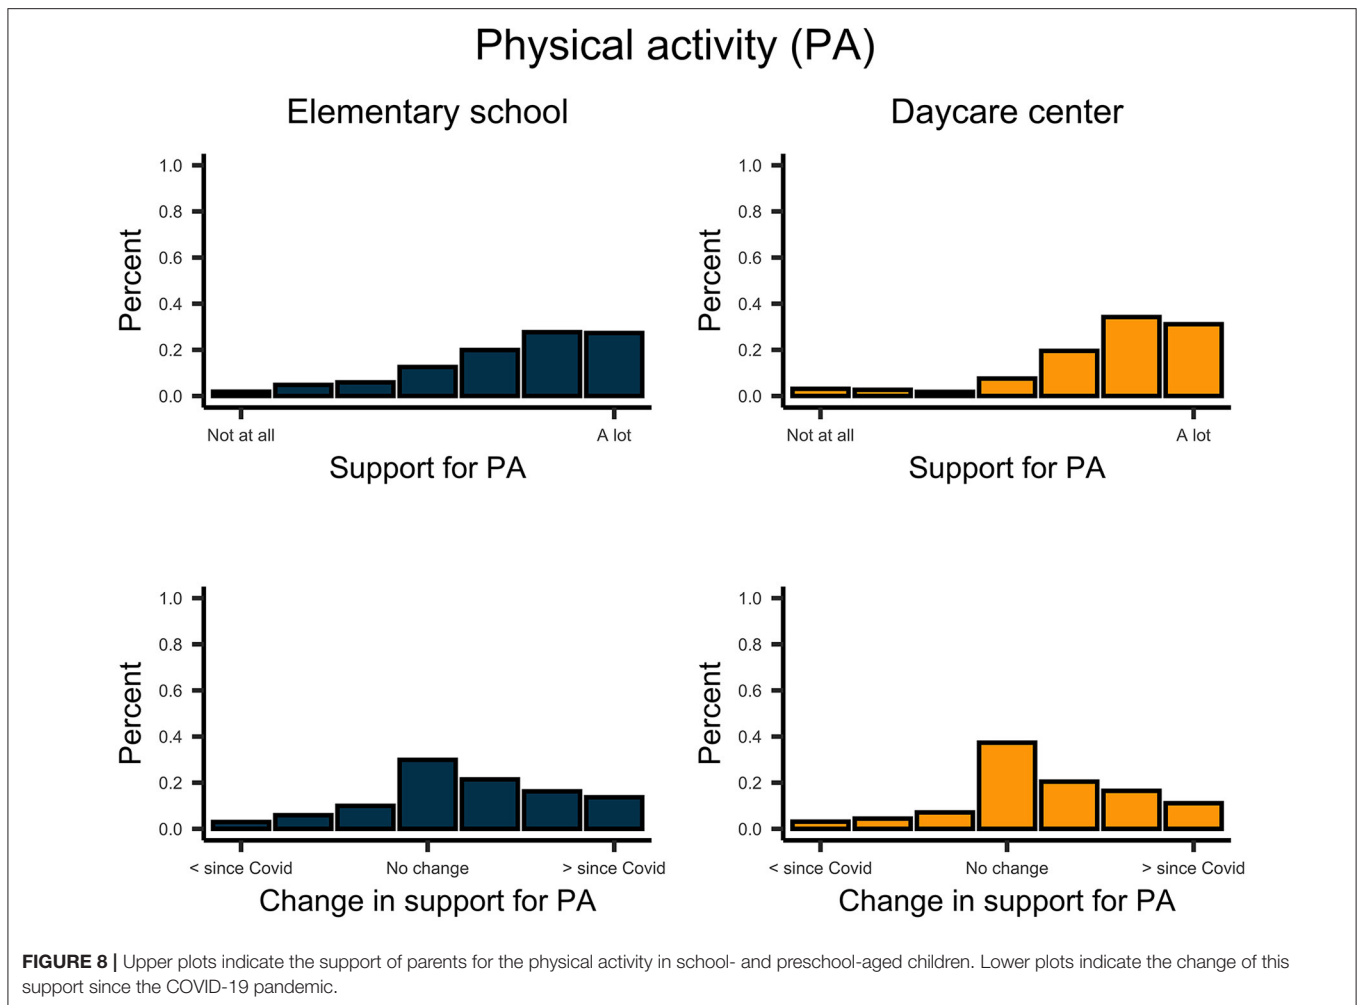 Physical activity (PA)
Elementary school
Daycare center
1.0
0.8
0.6
0.4
0.2
0.0
Percent
Not at all
A lot
Support for PA
1.0
0.8
0.6
0.4
0.2
0.0
Percent
Not at all
A lot
Support for PA
1.0
0.8
0.6
0.4
0.2
0.0
Percent
< since Covid
No change
> since Covid
Change in support for PA
1.0
0.8
0.6
0.4
0.2
0.0
Percent
< since Covid
No change
> since Covid
Change in support for PA
FIGURE 8 | Upper plots indicate the support of parents for the physical activity in school- and preschool-aged children. Lower plots indicate the change of this
support since the COVID-19 pandemic.